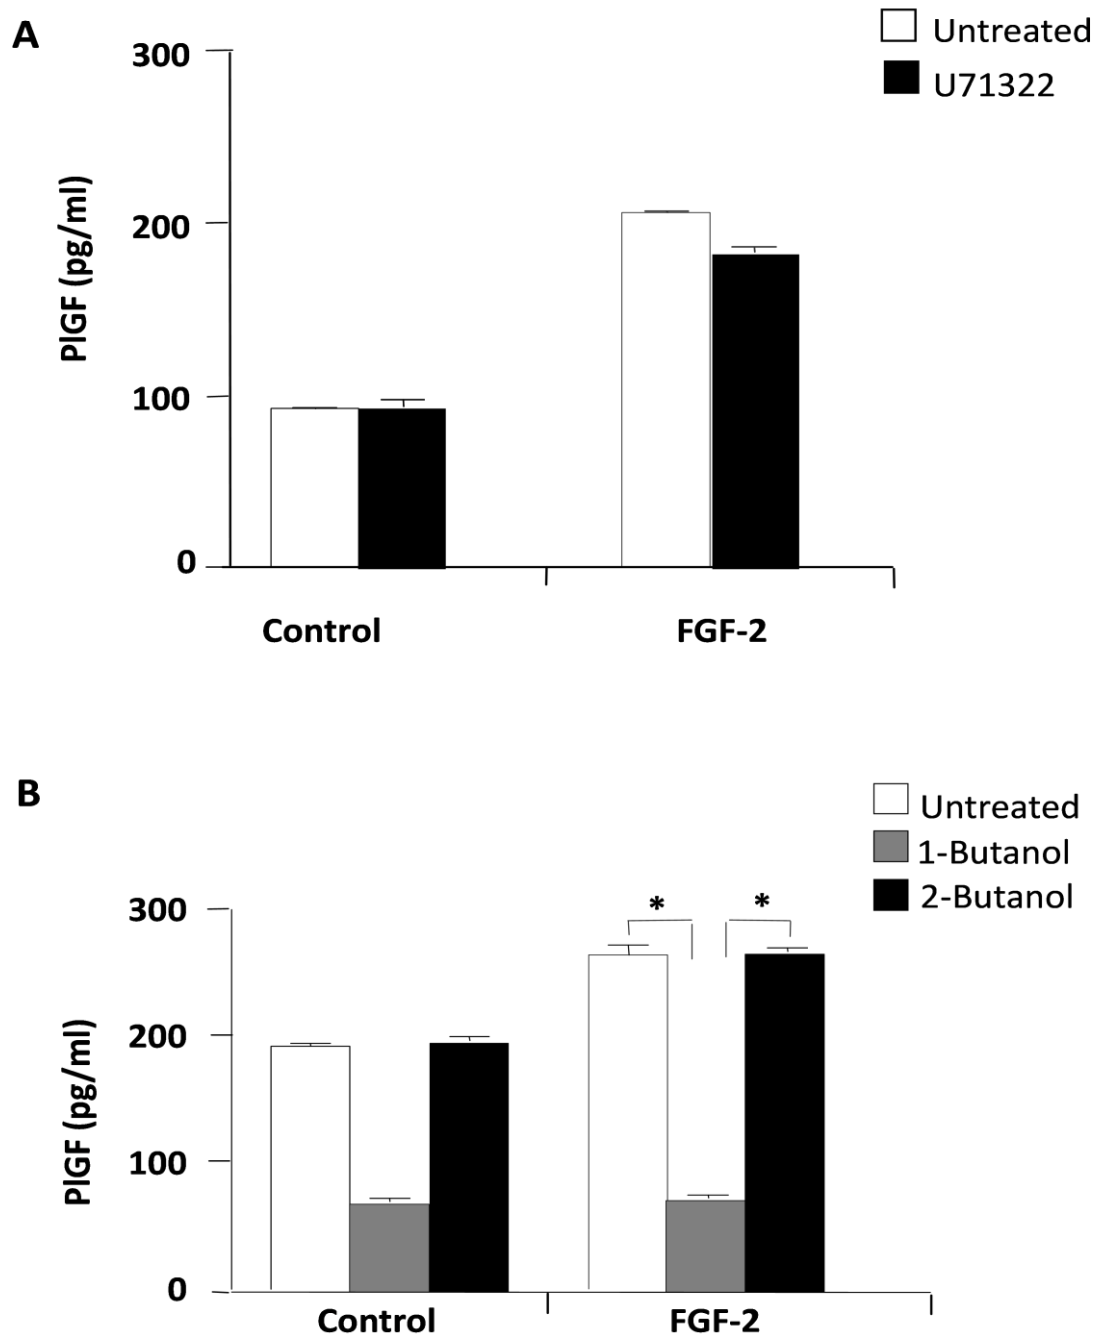 A
Untreated
U71322
300
200
100
0
PlGF (pg/ml)
Control FGF-2
B
Untreated
1-Butanol
2-Butanol
300
200
100
0
PlGF (pg/ml)
* *
Control FGF-2